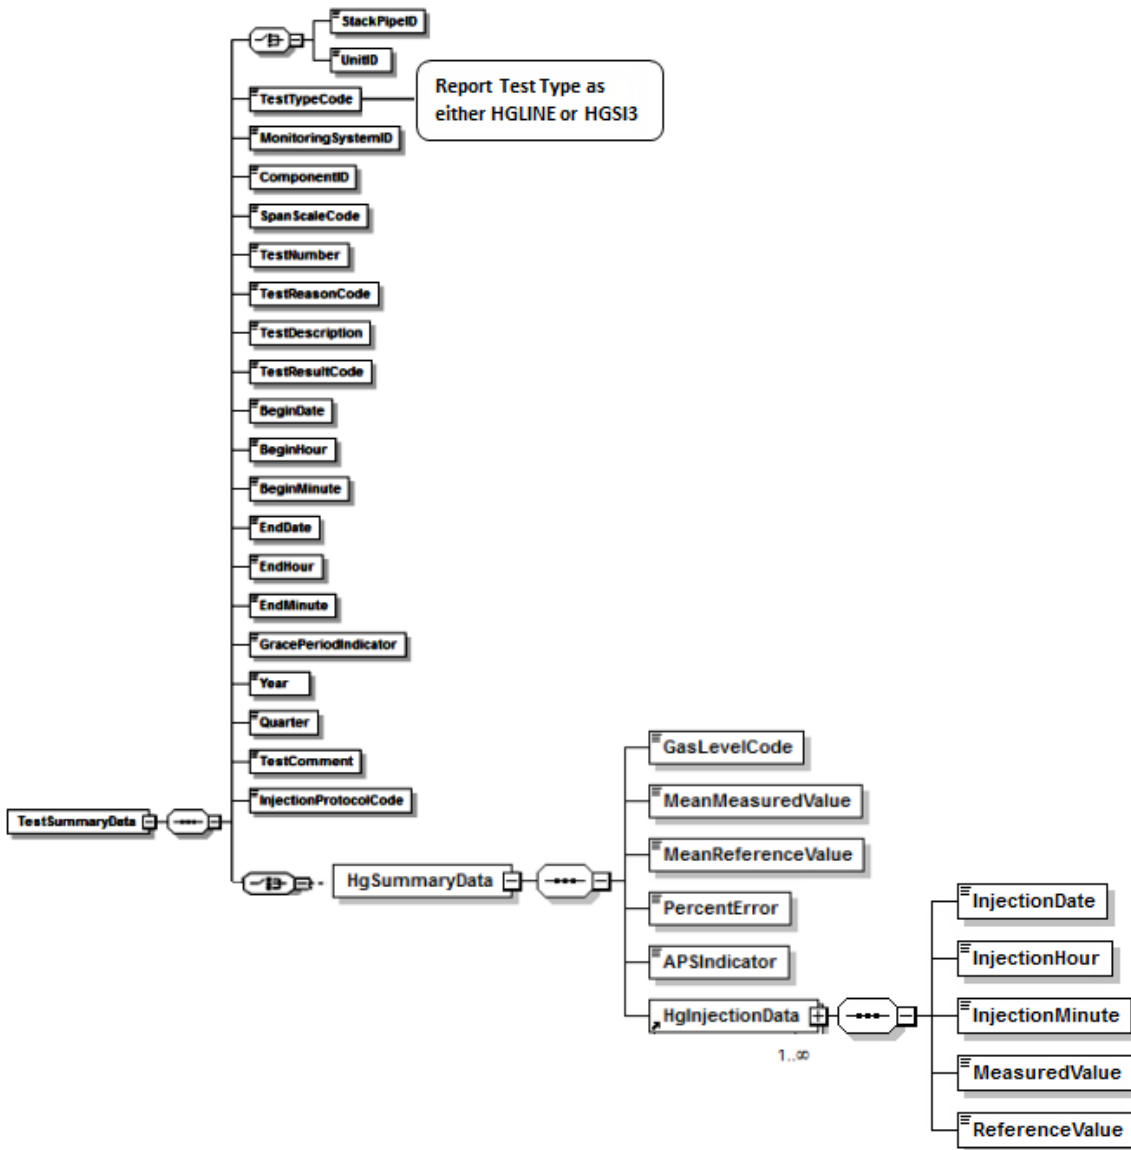 StackPipeID
UnitID
Report Test Type as
either HGLINE or HGSI3
TestTypeCode
MonitoringSystemID
ComponentID
SpanScaleCode
TestNumber
TestReasonCode
TestDescription
TestResultCode
BeginDate
BeginHour
BeginMinute
EndDate
EndHour
EndMinute
GracePeriodIndicator
Year
Quarter
TestComment
InjectionProtocolCode
TestSummaryData
HgSummaryData
GasLevelCode
MeanMeasuredValue
MeanReferenceValue
PercentError
APSIndicator
HgInjectionData
1..∞
InjectionDate
InjectionHour
InjectionMinute
MeasuredValue
ReferenceValue